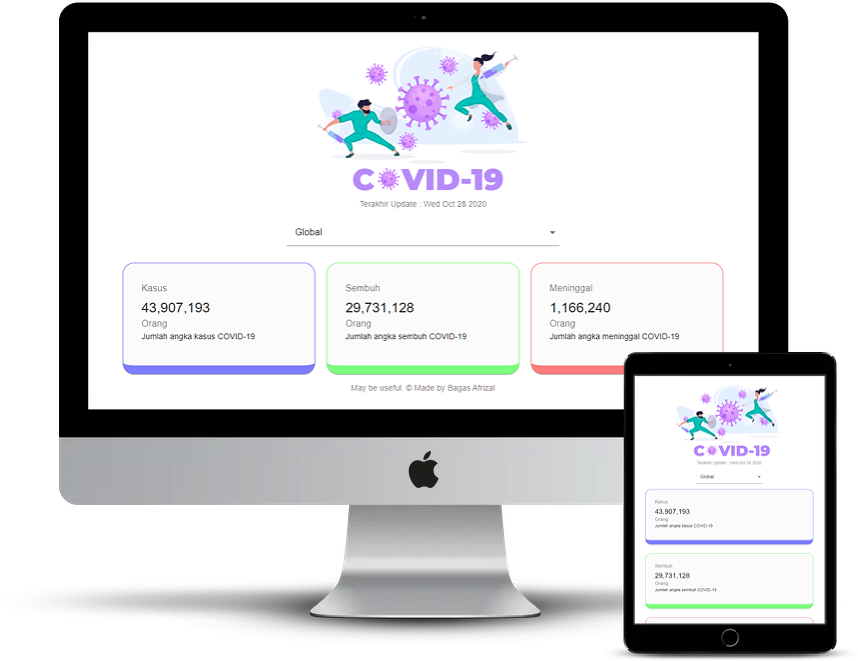 COVID-19
Terakhir Update : Wed Oct 28 2020
Global
Kasus
43,907,193
Orang
Jumlah angka kasus COVID-19
Sembuh
29,731,128
Orang
Jumlah angka sembuh COVID-19
Meninggal
1,166,240
Orang
Jumlah angka meninggal COVID-19
May be useful. © Made by Bagas Afrizal
COVID-19
Terakhir Update : Wed Oct 28 2020
Global
Kasus
43,907,193
Orang
Jumlah angka kasus COVID-19
Sembuh
29,731,128
Orang
Jumlah angka sembuh COVID-19